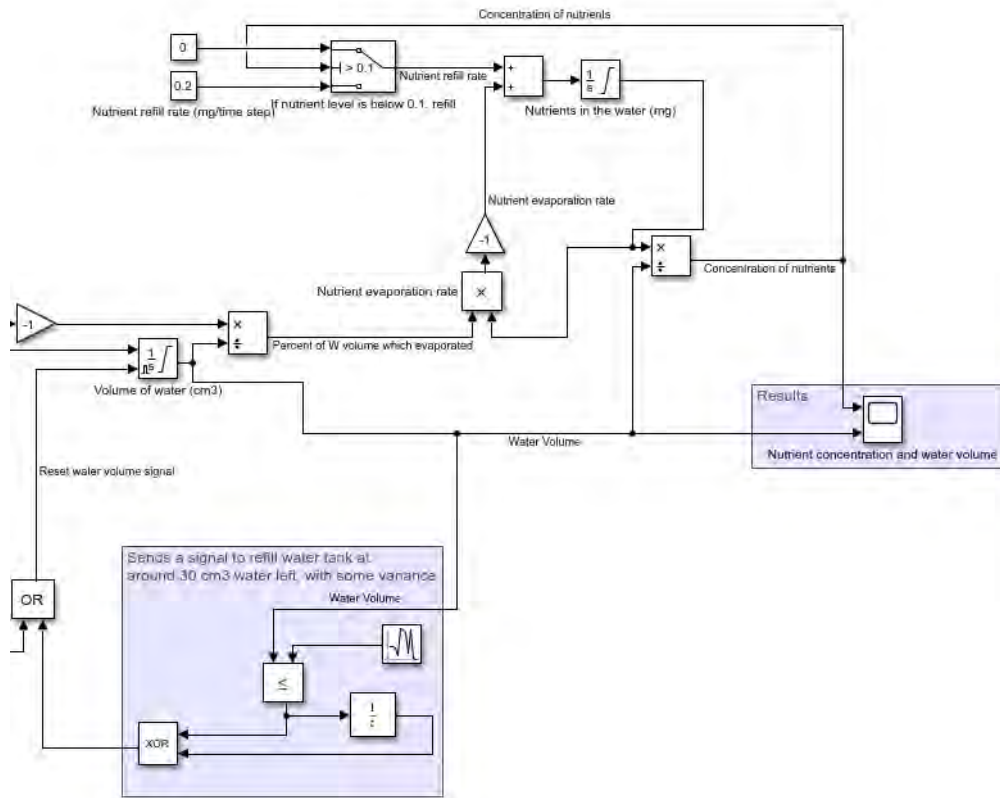 Concentration of nutrients
0
> 0.1
Nutrient refill rate
+
+
1
s
0.2
If nutrient level is below 0.1. refill
Nutrient refill rate (mg/time step)
Nutrients in the water (mg)
Nutrient evaporation rate
-1
×
÷
Concentration of nutrients
Nutrient evaporation rate
×
-1
×
÷
Percent of W volume which evaporated
1
s
Volume of water (cm3)
Results
Water Volume
Nutrient concentration and water volume
Reset water volume signal
Sends a signal to refill water tank at
around 30 cm3 water left, with some variance
Water Volume
OR
≤
1
z
XOR